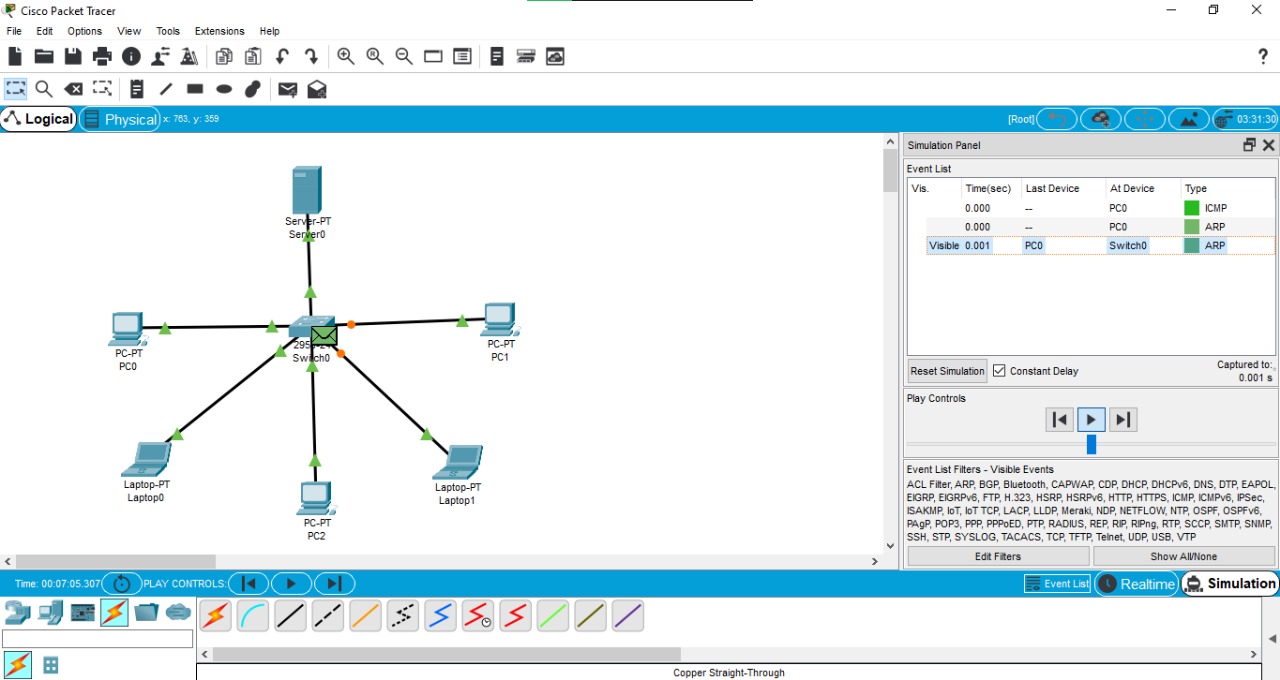 Cisco Packet Tracer
File Edit Options View Tools Extensions Help
?
Logical Physical x: 763, y: 359 [Root] 03:31:30
Server-PT
Server0
PC-PT
PC0
Switch0
PC-PT
PC1
Laptop-PT
Laptop0
PC-PT
PC2
Laptop-PT
Laptop1
Simulation Panel
Event List
Vis. Time(sec) Last Device At Device Type
0.000 -- PC0 ICMP
0.000 -- PC0 ARP
Visible 0.001 PC0 Switch0 ARP
Reset Simulation Constant Delay Captured to:
0.001 s
Play Controls
Event List Filters - Visible Events
ACL Filter, ARP, BGP, Bluetooth, CAPWAP, CDP, DHCP, DHCPv6, DNS, DTP, EAPOL,
EIGRP, EIGRPv6, FTP, H.323, HSRP, HSRPv6, HTTP, HTTPS, ICMP, ICMPv6, IPSec,
ISAKMP, IoT, IoT TCP, LACP, LLDP, Meraki, NDP, NETFLOW, NTP, OSPF, OSPFv6,
PAgP, POP3, PPP, PPPoED, PTP, RADIUS, REP, RIP, RIPng, RTP, SCCP, SMTP, SNMP,
SSH, STP, SYSLOG, TACACS, TCP, TFTP, Telnet, UDP, USB, VTP
Edit Filters Show All/None
Time: 00:07:05.307 PLAY CONTROLS: Event List Realtime Simulation
Copper Straight-Through